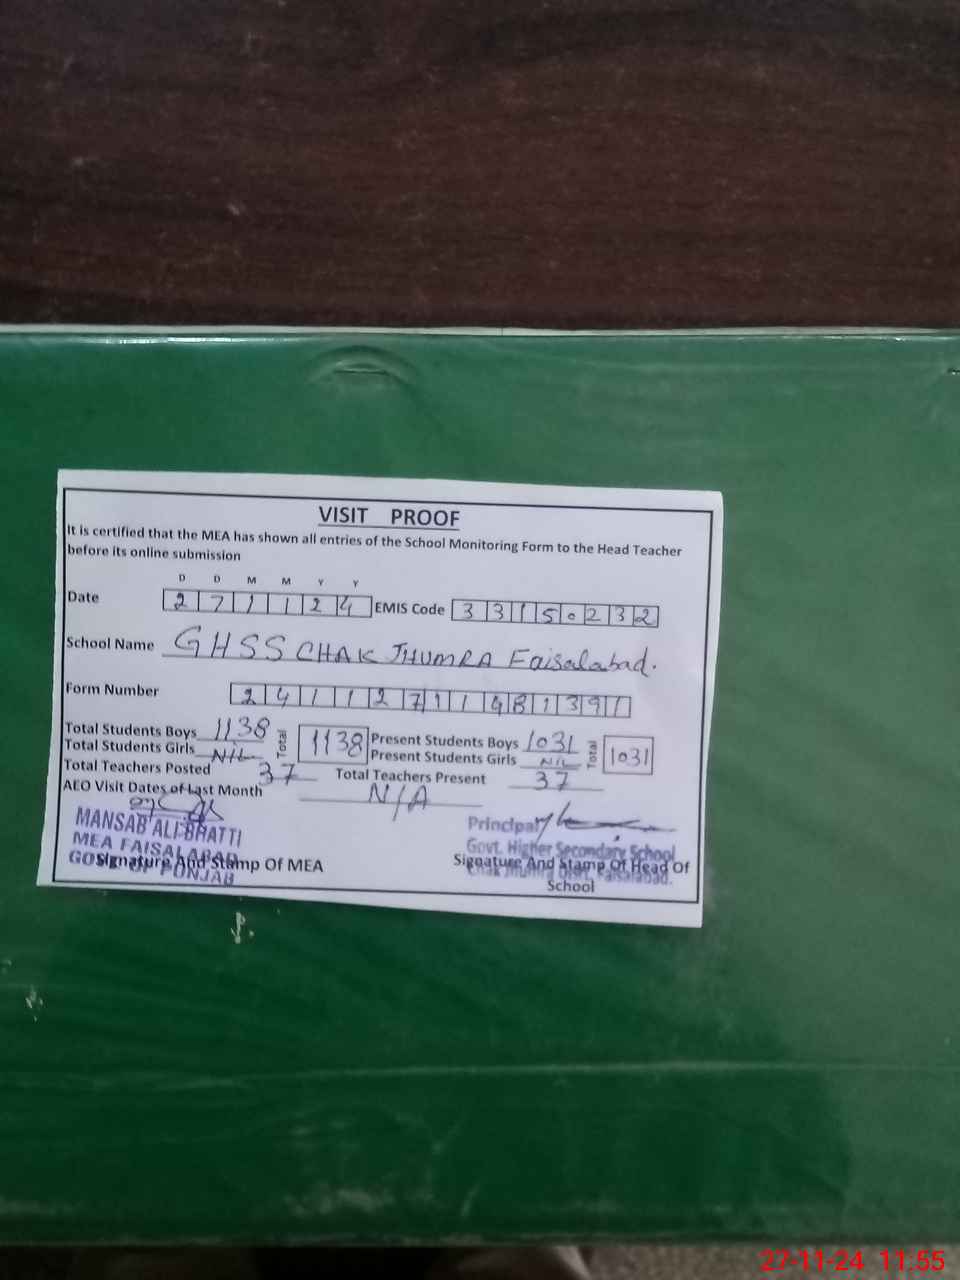 VISIT PROOF
It is certified that the MEA has shown all entries of the School Monitoring Form to the Head Teacher
before its online submission
D D M M Y Y
Date 2 7 1 1 2 4 EMIS Code 3 3 1 5 0 2 3 2
School Name GHSS CHAK JHUMRA Faisalabad.
Form Number 2 4 1 1 2 7 1 1 4 8 1 3 9 1
Total Students Boys 1138 Total 1138 Present Students Boys 1031 Total 1031
Total Students Girls NIL Present Students Girls NIL
Total Teachers Posted 37 Total Teachers Present 37
AEO Visit Dates of Last Month N/A
MANSAB ALI BHATTI
MEA FAISALABAD
GOVT. OF PUNJAB
Signature And Stamp Of MEA
Principal
Govt. Higher Secondary School
Chak Jhumra Distt. Faisalabad.
Signature And Stamp Of Head Of
School
27-11-24 11:55